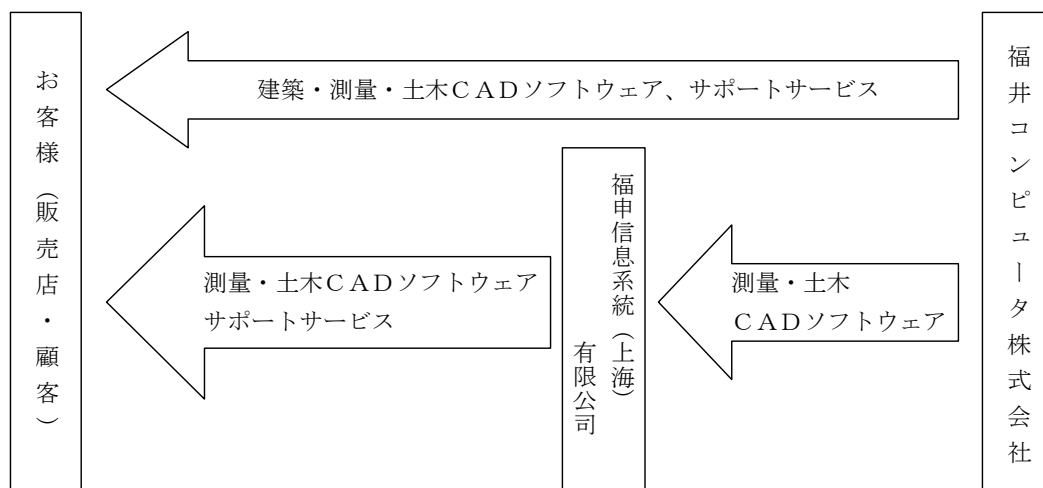 お客様（販売店・顧客）
建築・測量・土木ＣＡＤソフトウェア、サポートサービス
測量・土木ＣＡＤソフトウェア
サポートサービス
福申信息系統（上海）
有限公司
測量・土木
ＣＡＤソフトウェア
福井コンピュータ株式会社